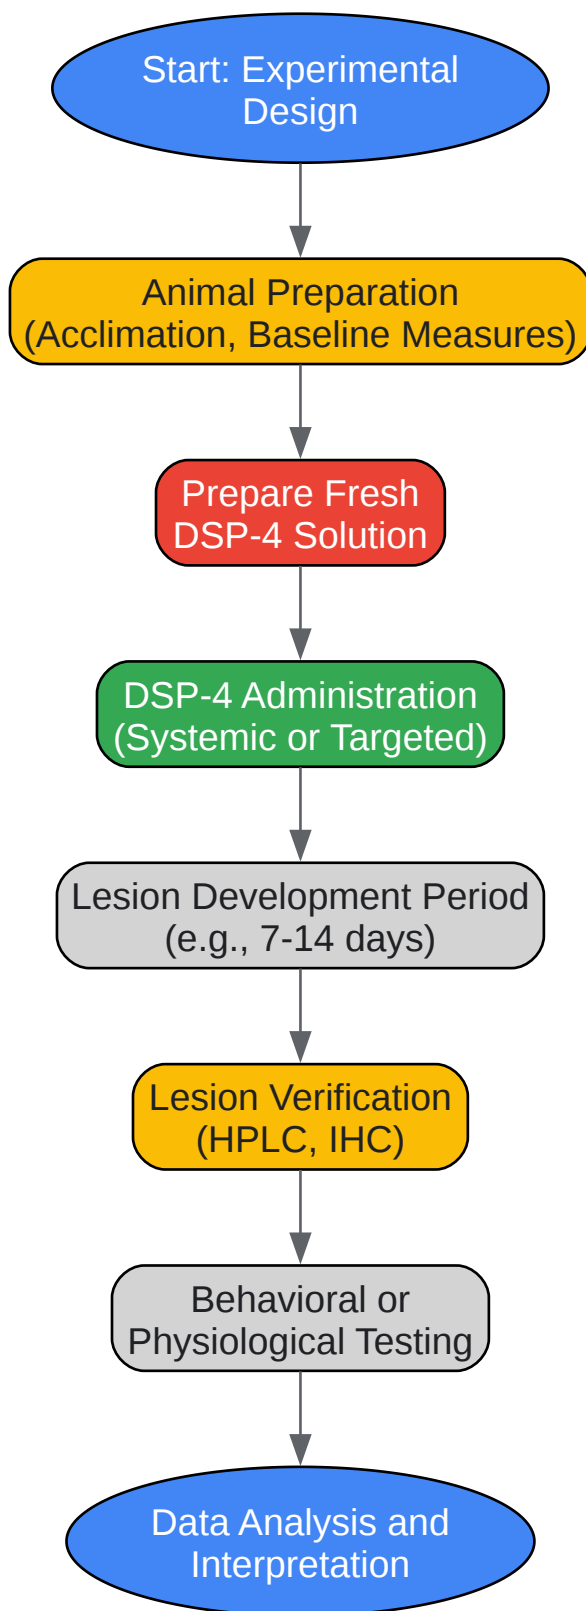 Start: Experimental
Design
Animal Preparation
(Acclimation, Baseline Measures)
Prepare Fresh
DSP-4 Solution
DSP-4 Administration
(Systemic or Targeted)
Lesion Development Period
(e.g., 7-14 days)
Lesion Verification
(HPLC, IHC)
Behavioral or
Physiological Testing
Data Analysis and
Interpretation